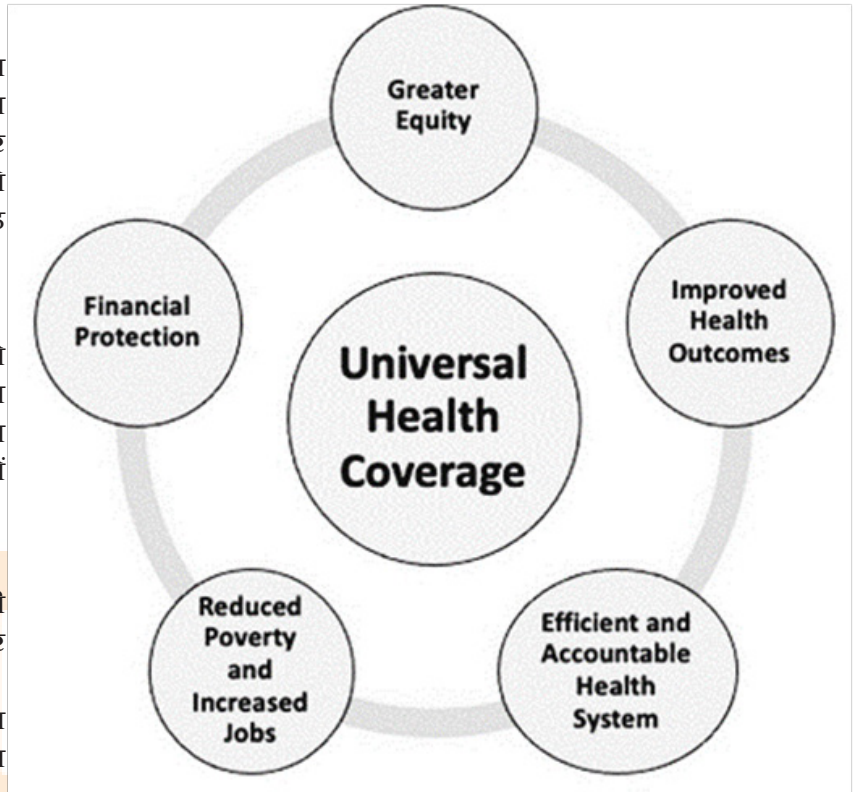 Greater
Equity
Improved
Health
Outcomes
Efficient and
Accountable
Health
System
Reduced
Poverty
and
Increased
Jobs
Financial
Protection
Universal
Health
Coverage